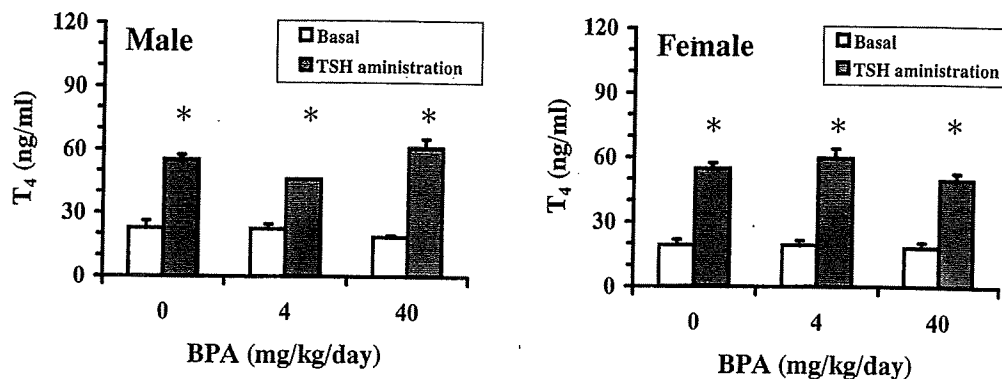 Male
Basal
TSH aministration
120
90
60
30
0
T4 (ng/ml)
* * *
0 4 40
BPA (mg/kg/day)
Female
Basal
TSH aministration
120
90
60
30
0
T4 (ng/ml)
* * *
0 4 40
BPA (mg/kg/day)